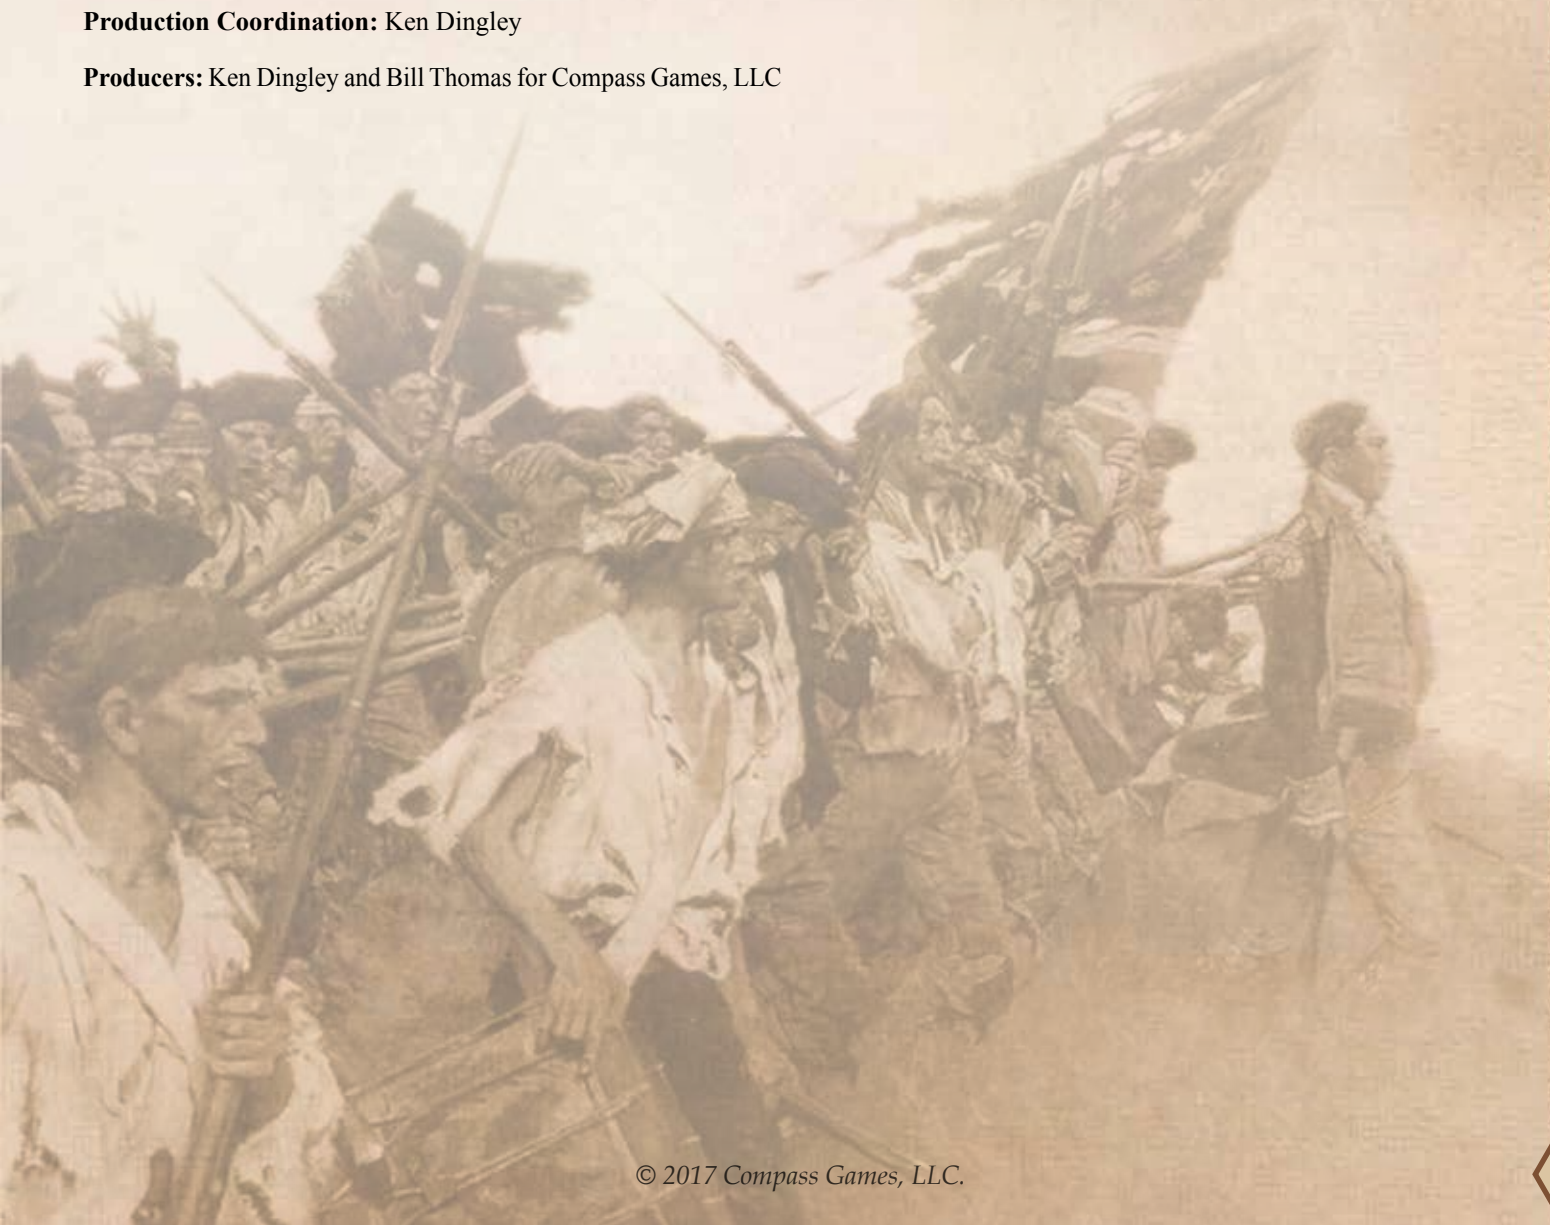 Production Coordination: Ken Dingley
Producers: Ken Dingley and Bill Thomas for Compass Games, LLC
© 2017 Compass Games, LLC.